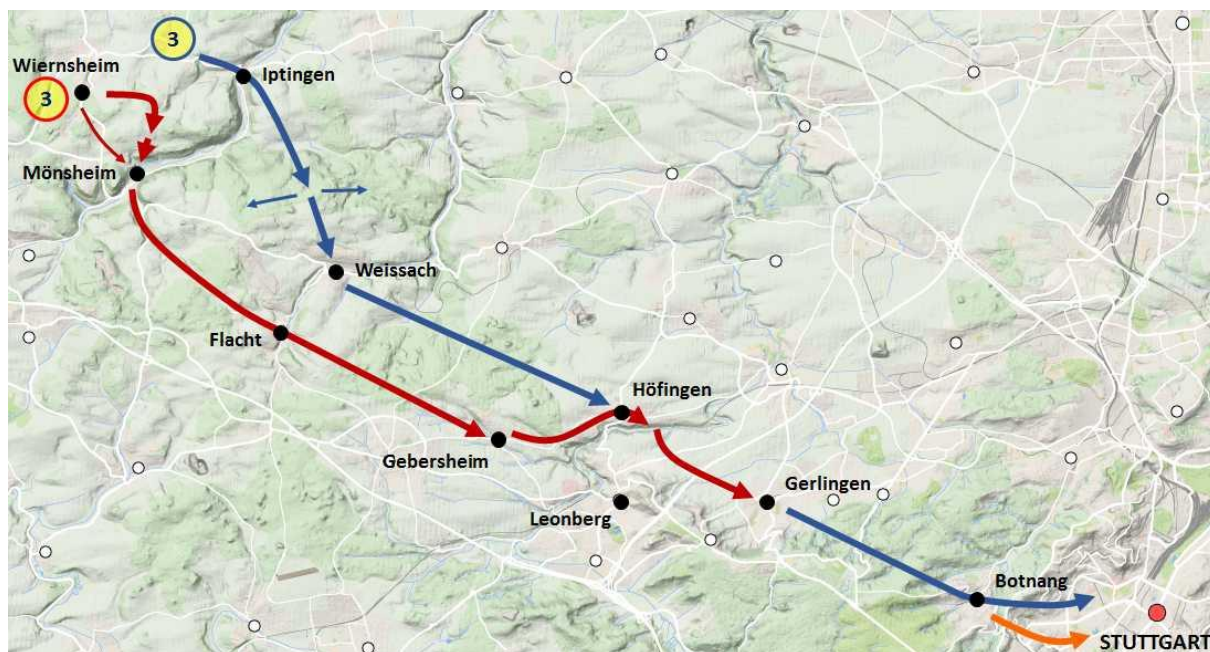 3
Wiernsheim
Iptingen
3
Mönsheim
Weissach
Flacht
Höfingen
Gebersheim
Gerlingen
Leonberg
Botnang
STUTTGART